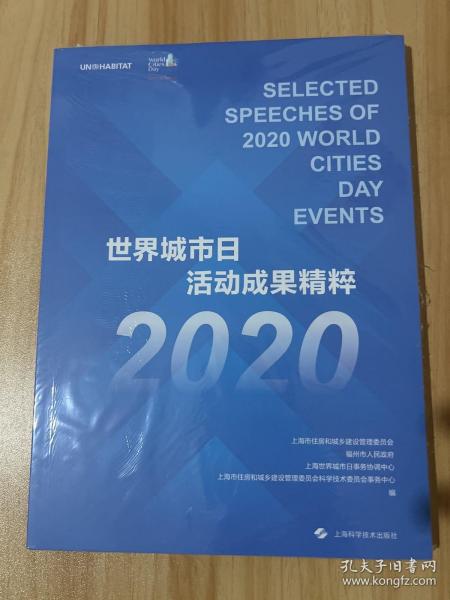 UN HABITAT
World
Cities
Day
SELECTED
SPEECHES OF
2020 WORLD
CITIES
DAY
EVENTS
世界城市日
活动成果精粹
2020
上海市住房和城乡建设管理委员会
福州市人民政府
上海世界城市日事务协调中心
上海市住房和城乡建设管理委员会科学技术委员会事务中心
编
上海科学技术出版社
孔夫子旧书网
www.kongfz.com